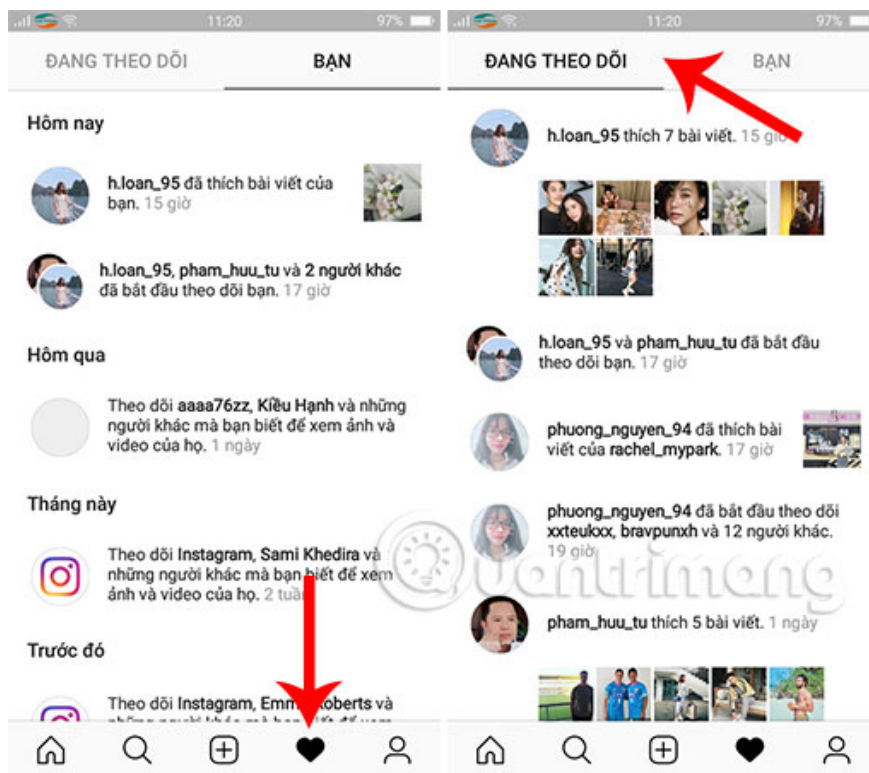 11:20
97%
ĐANG THEO DÕI
BẠN
Hôm nay
h.loan_95 đã thích bài viết của
bạn. 15 giờ
h.loan_95, pham_huu_tu và 2 người khác
đã bắt đầu theo dõi bạn. 17 giờ
Hôm qua
Theo dõi aaaa76zz, Kiều Hạnh và những
người khác mà bạn biết để xem ảnh và
video của họ. 1 ngày
Tháng này
Theo dõi Instagram, Sami Khedira và
những người khác mà bạn biết để xem
ảnh và video của họ. 2 tuần
Trước đó
Theo dõi Instagram, Emma Roberts và
11:20
97%
ĐANG THEO DÕI
BẠN
h.loan_95 thích 7 bài viết. 15 giờ
h.loan_95 và pham_huu_tu đã bắt đầu
theo dõi bạn. 17 giờ
phuong_nguyen_94 đã thích bài
viết của rachel_mypark. 17 giờ
phuong_nguyen_94 đã bắt đầu theo dõi
xxteukxx, bravpunxh và 12 người khác.
19 giờ
pham_huu_tu thích 5 bài viết. 1 ngày
Quantrimang